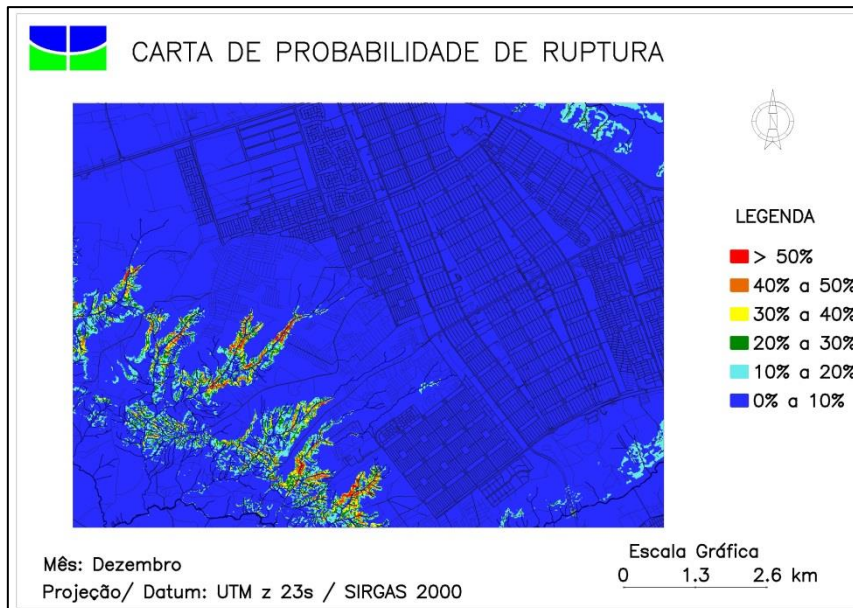 CARTA DE PROBABILIDADE DE RUPTURA
LEGENDA
> 50%
40% a 50%
30% a 40%
20% a 30%
10% a 20%
0% a 10%
Mês: Dezembro
Projeção/ Datum: UTM z 23s / SIRGAS 2000
Escala Gráfica
0 1.3 2.6 km